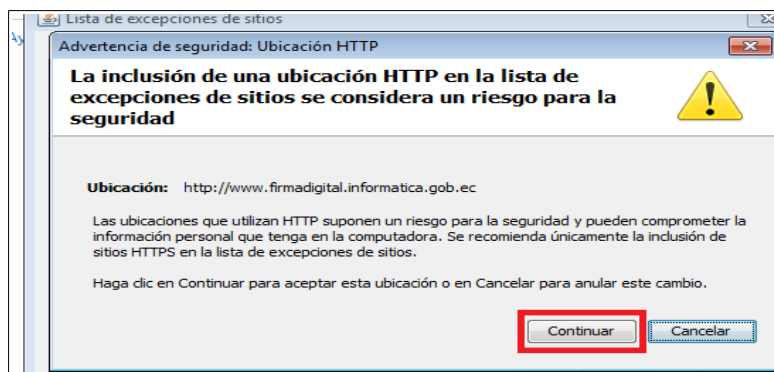 Lista de excepciones de sitios
Advertencia de seguridad: Ubicación HTTP
La inclusión de una ubicación HTTP en la lista de
excepciones de sitios se considera un riesgo para la
seguridad
Ubicación: http://www.firmadigital.informatica.gob.ec
Las ubicaciones que utilizan HTTP suponen un riesgo para la seguridad y pueden comprometer la
información personal que tenga en la computadora. Se recomienda únicamente la inclusión de
sitios HTTPS en la lista de excepciones de sitios.
Haga clic en Continuar para aceptar esta ubicación o en Cancelar para anular este cambio.
Continuar Cancelar